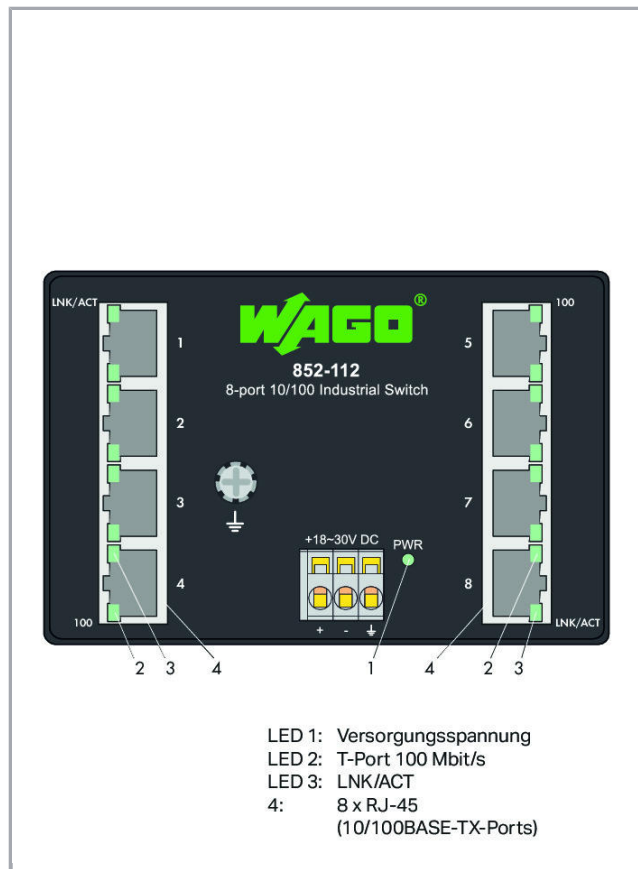 LNK/ACT
WAGO®
100
852-112
8-port 10/100 Industrial Switch
1
2
3
4
5
6
7
8
+18~30V DC
PWR
+ -
100
LNK/ACT
2 3 4 1 4 2 3
LED 1: Versorgungsspannung
LED 2: T-Port 100 Mbit/s
LED 3: LNK/ACT
4: 8 x RJ-45
(10/100BASE-TX-Ports)